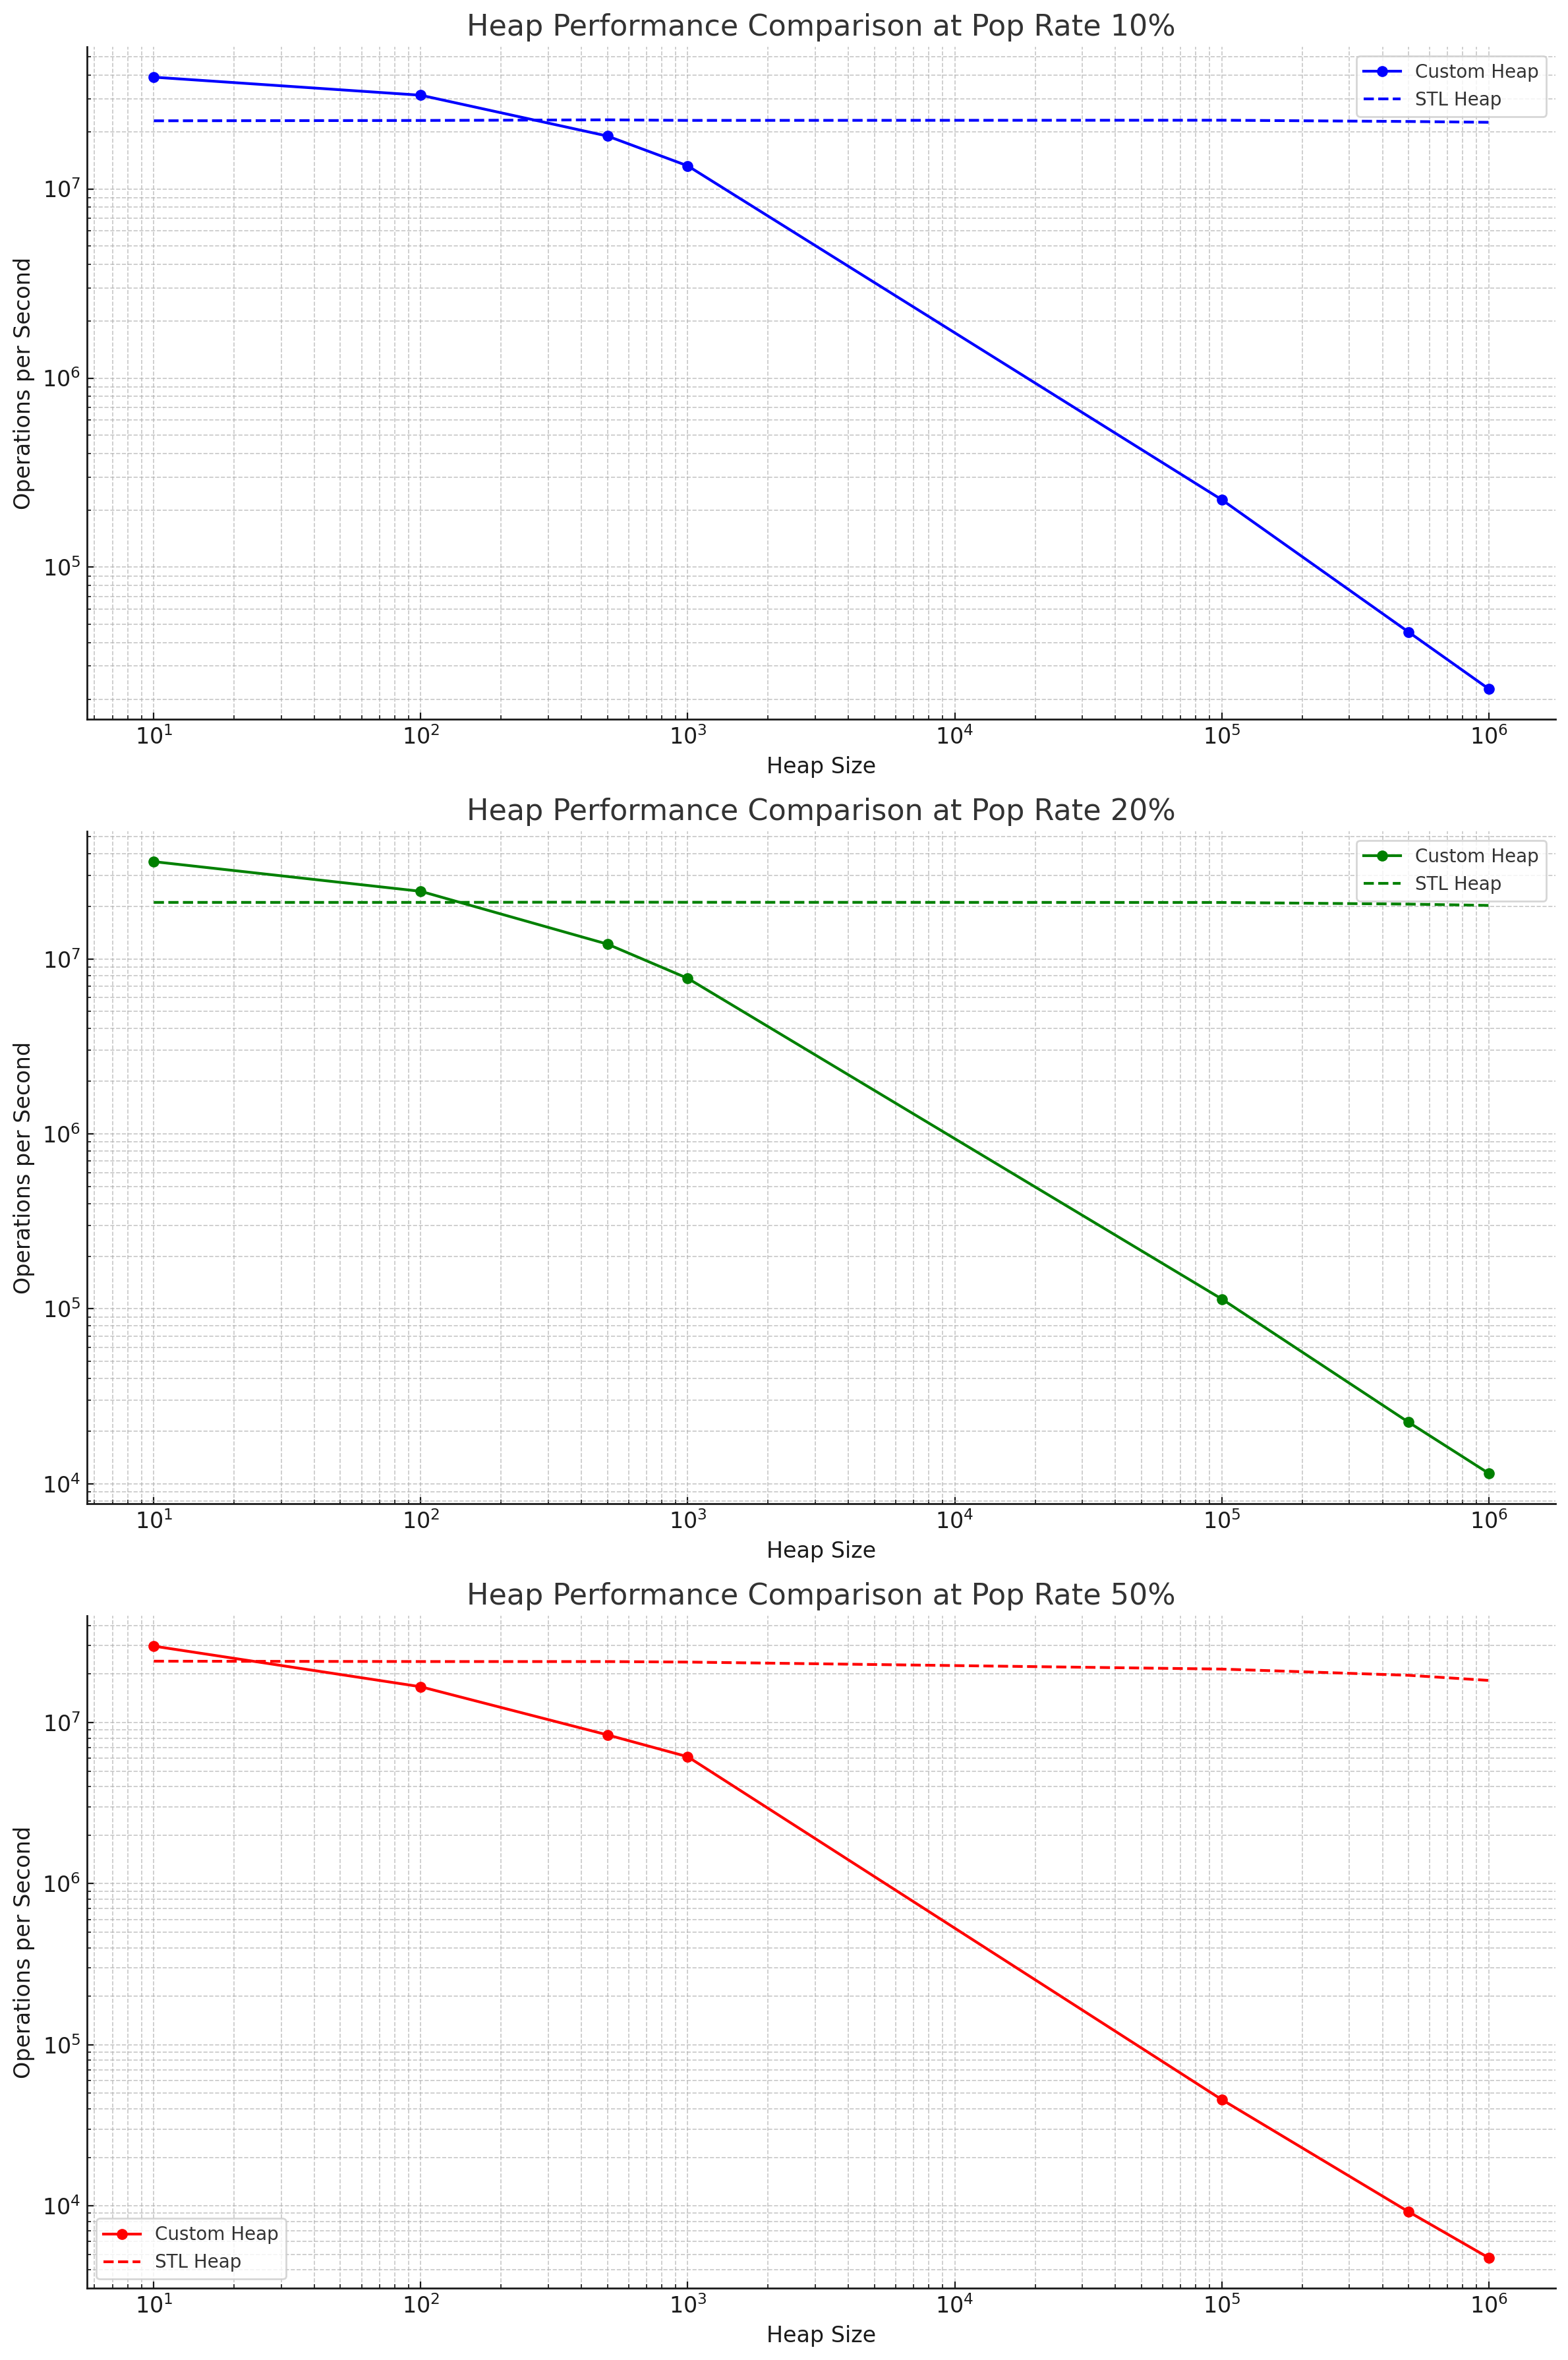 Heap Performance Comparison at Pop Rate 10%
Custom Heap
STL Heap
Operations per Second
10^7
10^6
10^5
10^1 10^2 10^3 10^4 10^5 10^6
Heap Size
Heap Performance Comparison at Pop Rate 20%
Custom Heap
STL Heap
Operations per Second
10^7
10^6
10^5
10^4
10^1 10^2 10^3 10^4 10^5 10^6
Heap Size
Heap Performance Comparison at Pop Rate 50%
Operations per Second
10^7
10^6
10^5
10^4
Custom Heap
STL Heap
10^1 10^2 10^3 10^4 10^5 10^6
Heap Size